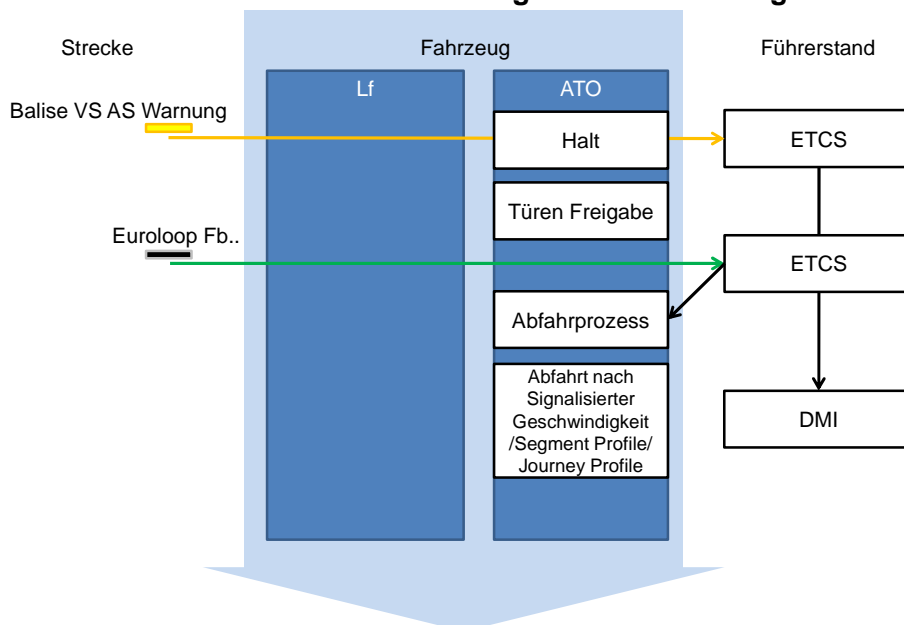 Strecke
Fahrzeug
Führerstand
Lf
ATO
Balise VS AS Warnung
Halt
ETCS
Türen Freigabe
Euroloop Fb..
ETCS
Abfahrprozess
Abfahrt nach
Signalisierter
Geschwindigkeit
/Segment Profile/
Journey Profile
DMI